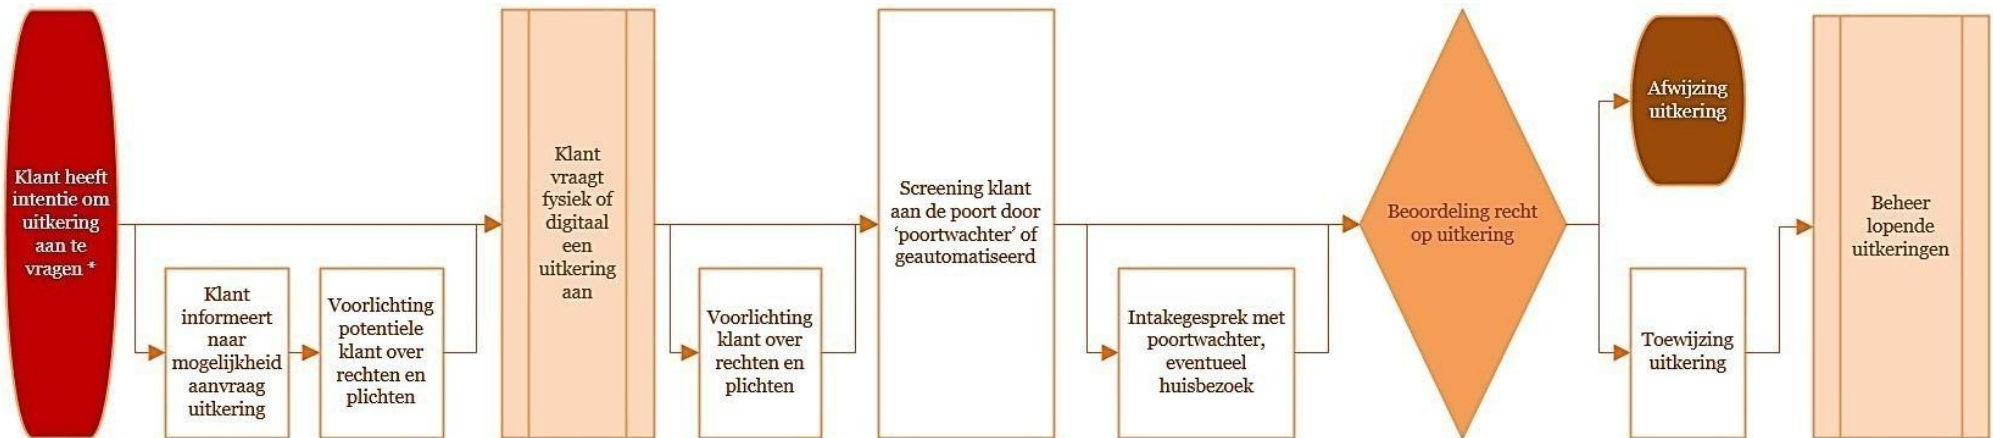 Klant heeft
intentie om
uitkering
aan te
vragen *
Klant
informeert
naar
mogelijkheid
aanvraag
uitkering
Voorlichting
potentiele
klant over
rechten en
plichten
Klant
vraagt
fysiek of
digitaal
een
uitkering
aan
Voorlichting
klant over
rechten en
plichten
Screening klant
aan de poort door
‘poortwachter’ of
geautomatiseerd
Intakegesprek met
poortwachter,
eventueel
huisbezoek
Beoordeling recht
op uitkering
Afwijzing
uitkering
Toewijzing
uitkering
Beheer
lopende
uitkeringen